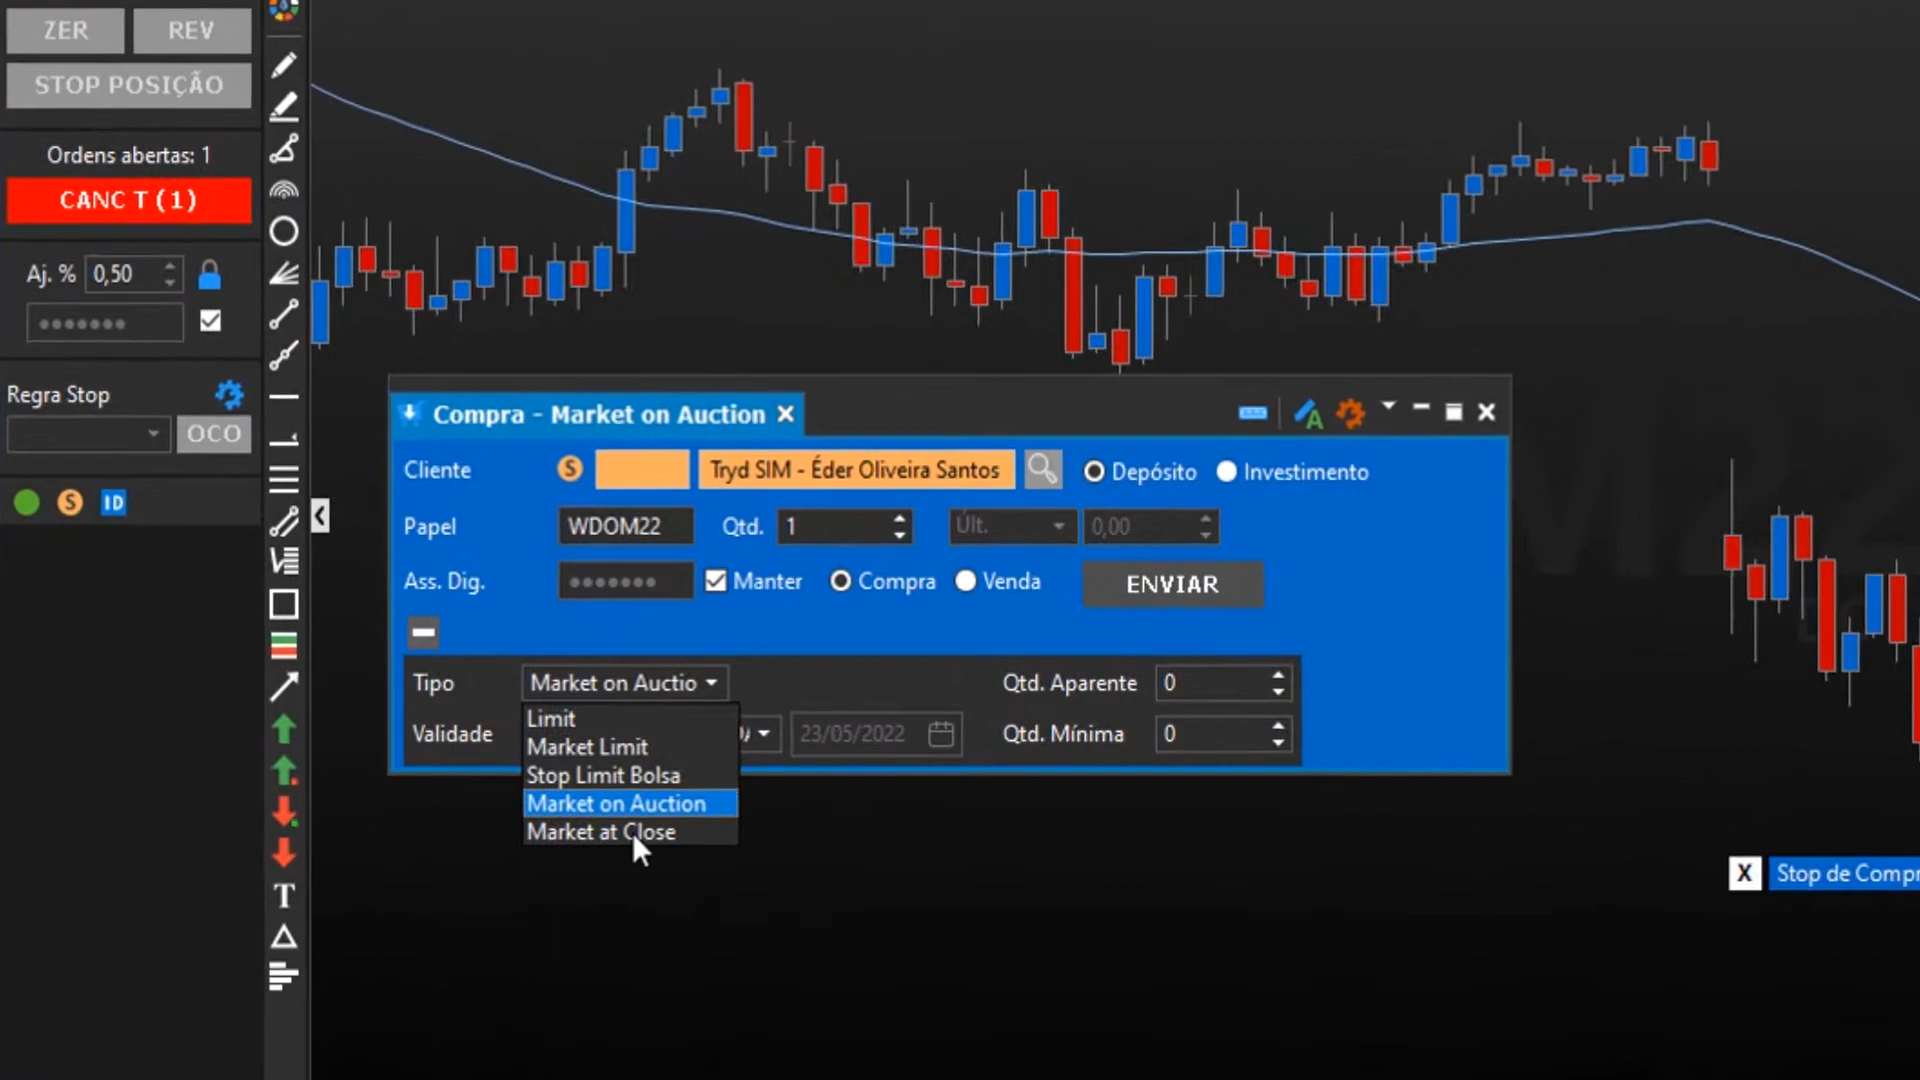 ZER REV
STOP POSIÇÃO
Ordens abertas: 1
CANC T (1)
Aj. % 0,50
Regra Stop
OCO
S ID
Compra - Market on Auction
A
Cliente S Tryd SIM - Éder Oliveira Santos Depósito Investimento
Papel WDOM22 Qtd. 1 Últ. 0,00
Ass. Dig. Manter Compra Venda ENVIAR
Tipo Market on Auctio Qtd. Aparente 0
Validade 23/05/2022 Qtd. Mínima 0
Limit
Market Limit
Stop Limit Bolsa
Market on Auction
Market at Close
X Stop de Compr
T